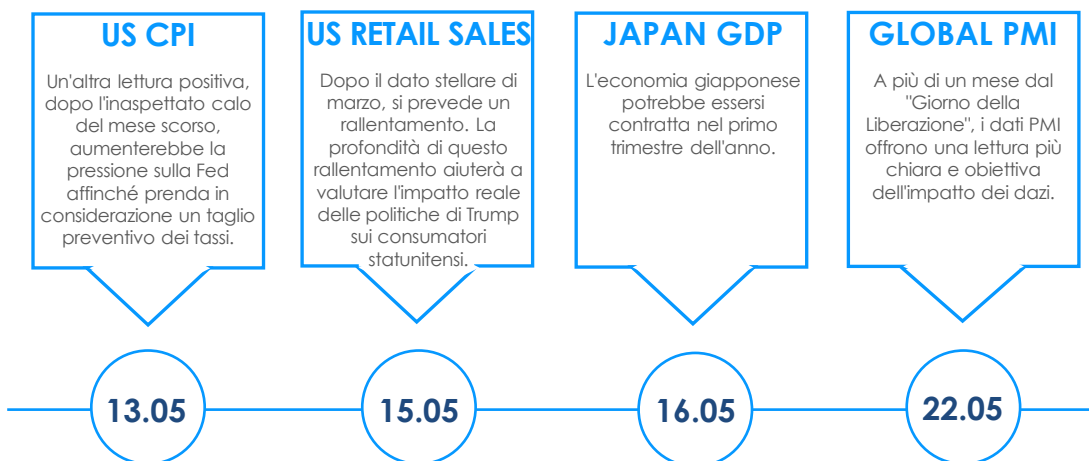 US CPI
Un'altra lettura positiva,
dopo l'inaspettato calo
del mese scorso,
aumenterebbe la
pressione sulla Fed
affinché prenda in
considerazione un taglio
preventivo dei tassi.
13.05
US RETAIL SALES
Dopo il dato stellare di
marzo, si prevede un
rallentamento. La
profondità di questo
rallentamento aiuterà a
valutare l'impatto reale
delle politiche di Trump
sui consumatori
statunitensi.
15.05
JAPAN GDP
L'economia giapponese
potrebbe essersi
contratta nel primo
trimestre dell'anno.
16.05
GLOBAL PMI
A più di un mese dal
"Giorno della
Liberazione", i dati PMI
offrono una lettura più
chiara e obiettiva
dell'impatto dei dazi.
22.05